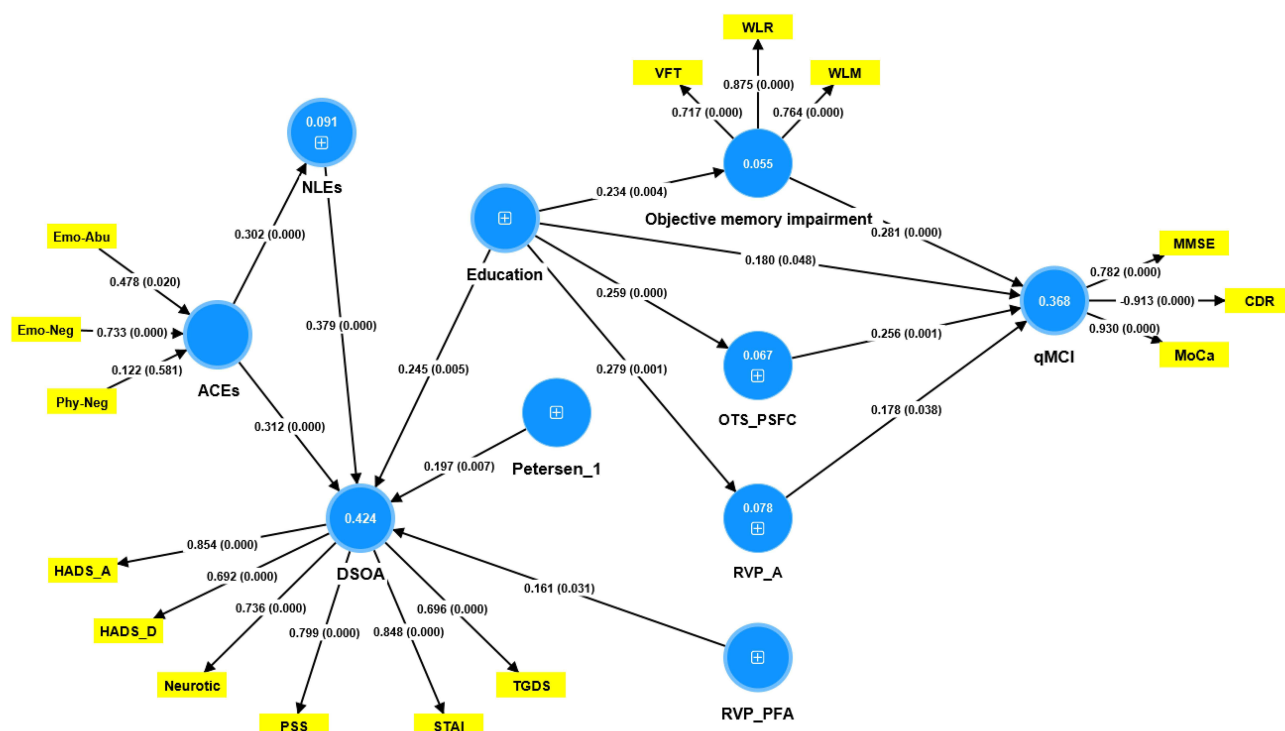 WLR
VFT
WLM
0.875 (0.000)
0.717 (0.000)
0.764 (0.000)
0.091
NLEs
0.055
Objective memory impairment
0.234 (0.004)
Emo-Abu
0.302 (0.000)
0.478 (0.020)
Education
0.281 (0.000)
0.180 (0.048)
MMSE
0.782 (0.000)
Emo-Neg
0.733 (0.000)
0.379 (0.000)
0.259 (0.000)
0.368
-0.913 (0.000)
CDR
0.256 (0.001)
0.930 (0.000)
qMCI
MoCa
0.122 (0.581)
Phy-Neg
ACEs
0.245 (0.005)
0.279 (0.001)
0.067
OTS_PSFC
0.178 (0.038)
0.312 (0.000)
0.197 (0.007)
Petersen_1
0.424
DSOA
0.078
RVP_A
0.854 (0.000)
HADS_A
0.692 (0.000)
0.161 (0.031)
0.736 (0.000)
0.696 (0.000)
HADS_D
0.799 (0.000)
0.848 (0.000)
Neurotic
TGDS
PSS
STAI
RVP_PFA